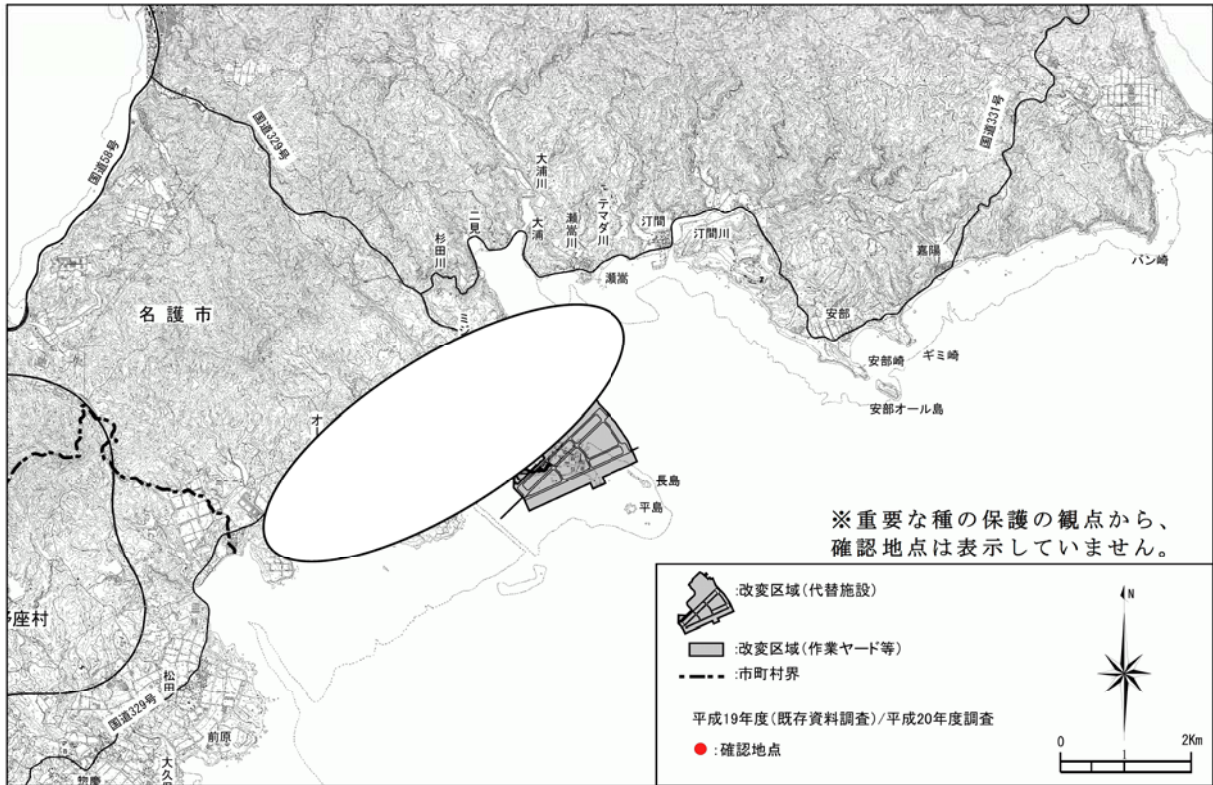 国道58号
国道329号
国道331号
大浦川
テマダ川
二見
大浦
瀬嵩川
汀間
杉田川
汀間川
嘉陽
瀬嵩
バン崎
名護市
安部
安部崎
ギミ崎
安部オール島
長島
平島
※重要な種の保護の観点から、
確認地点は表示していません。
座村
松田
国道329号
前原
惣慶
:改変区域(代替施設)
:改変区域(作業ヤード等)
:市町村界
平成19年度(既存資料調査)/平成20年度調査
:確認地点
N
0 1 2Km